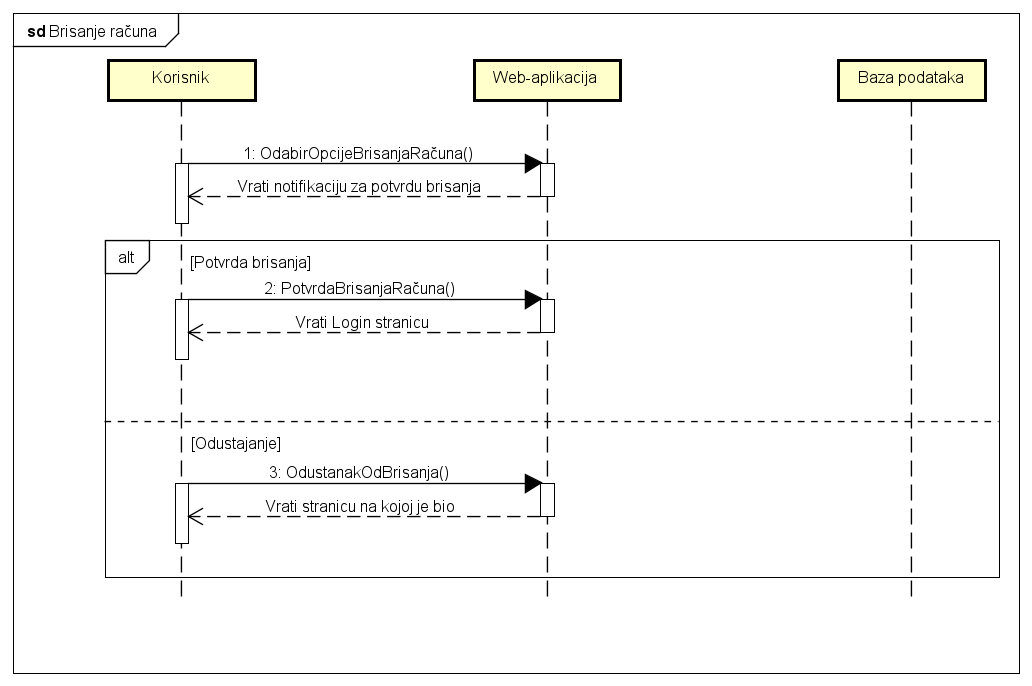 sd Brisanje računa
Korisnik
Web-aplikacija
Baza podataka
1: OdabirOpcijeBrisanjaRačuna()
Vrati notifikaciju za potvrdu brisanja
alt
[Potvrda brisanja]
2: PotvrdaBrisanjaRačuna()
Vrati Login stranicu
[Odustajanje]
3: OdustanakOdBrisanja()
Vrati stranicu na kojoj je bio